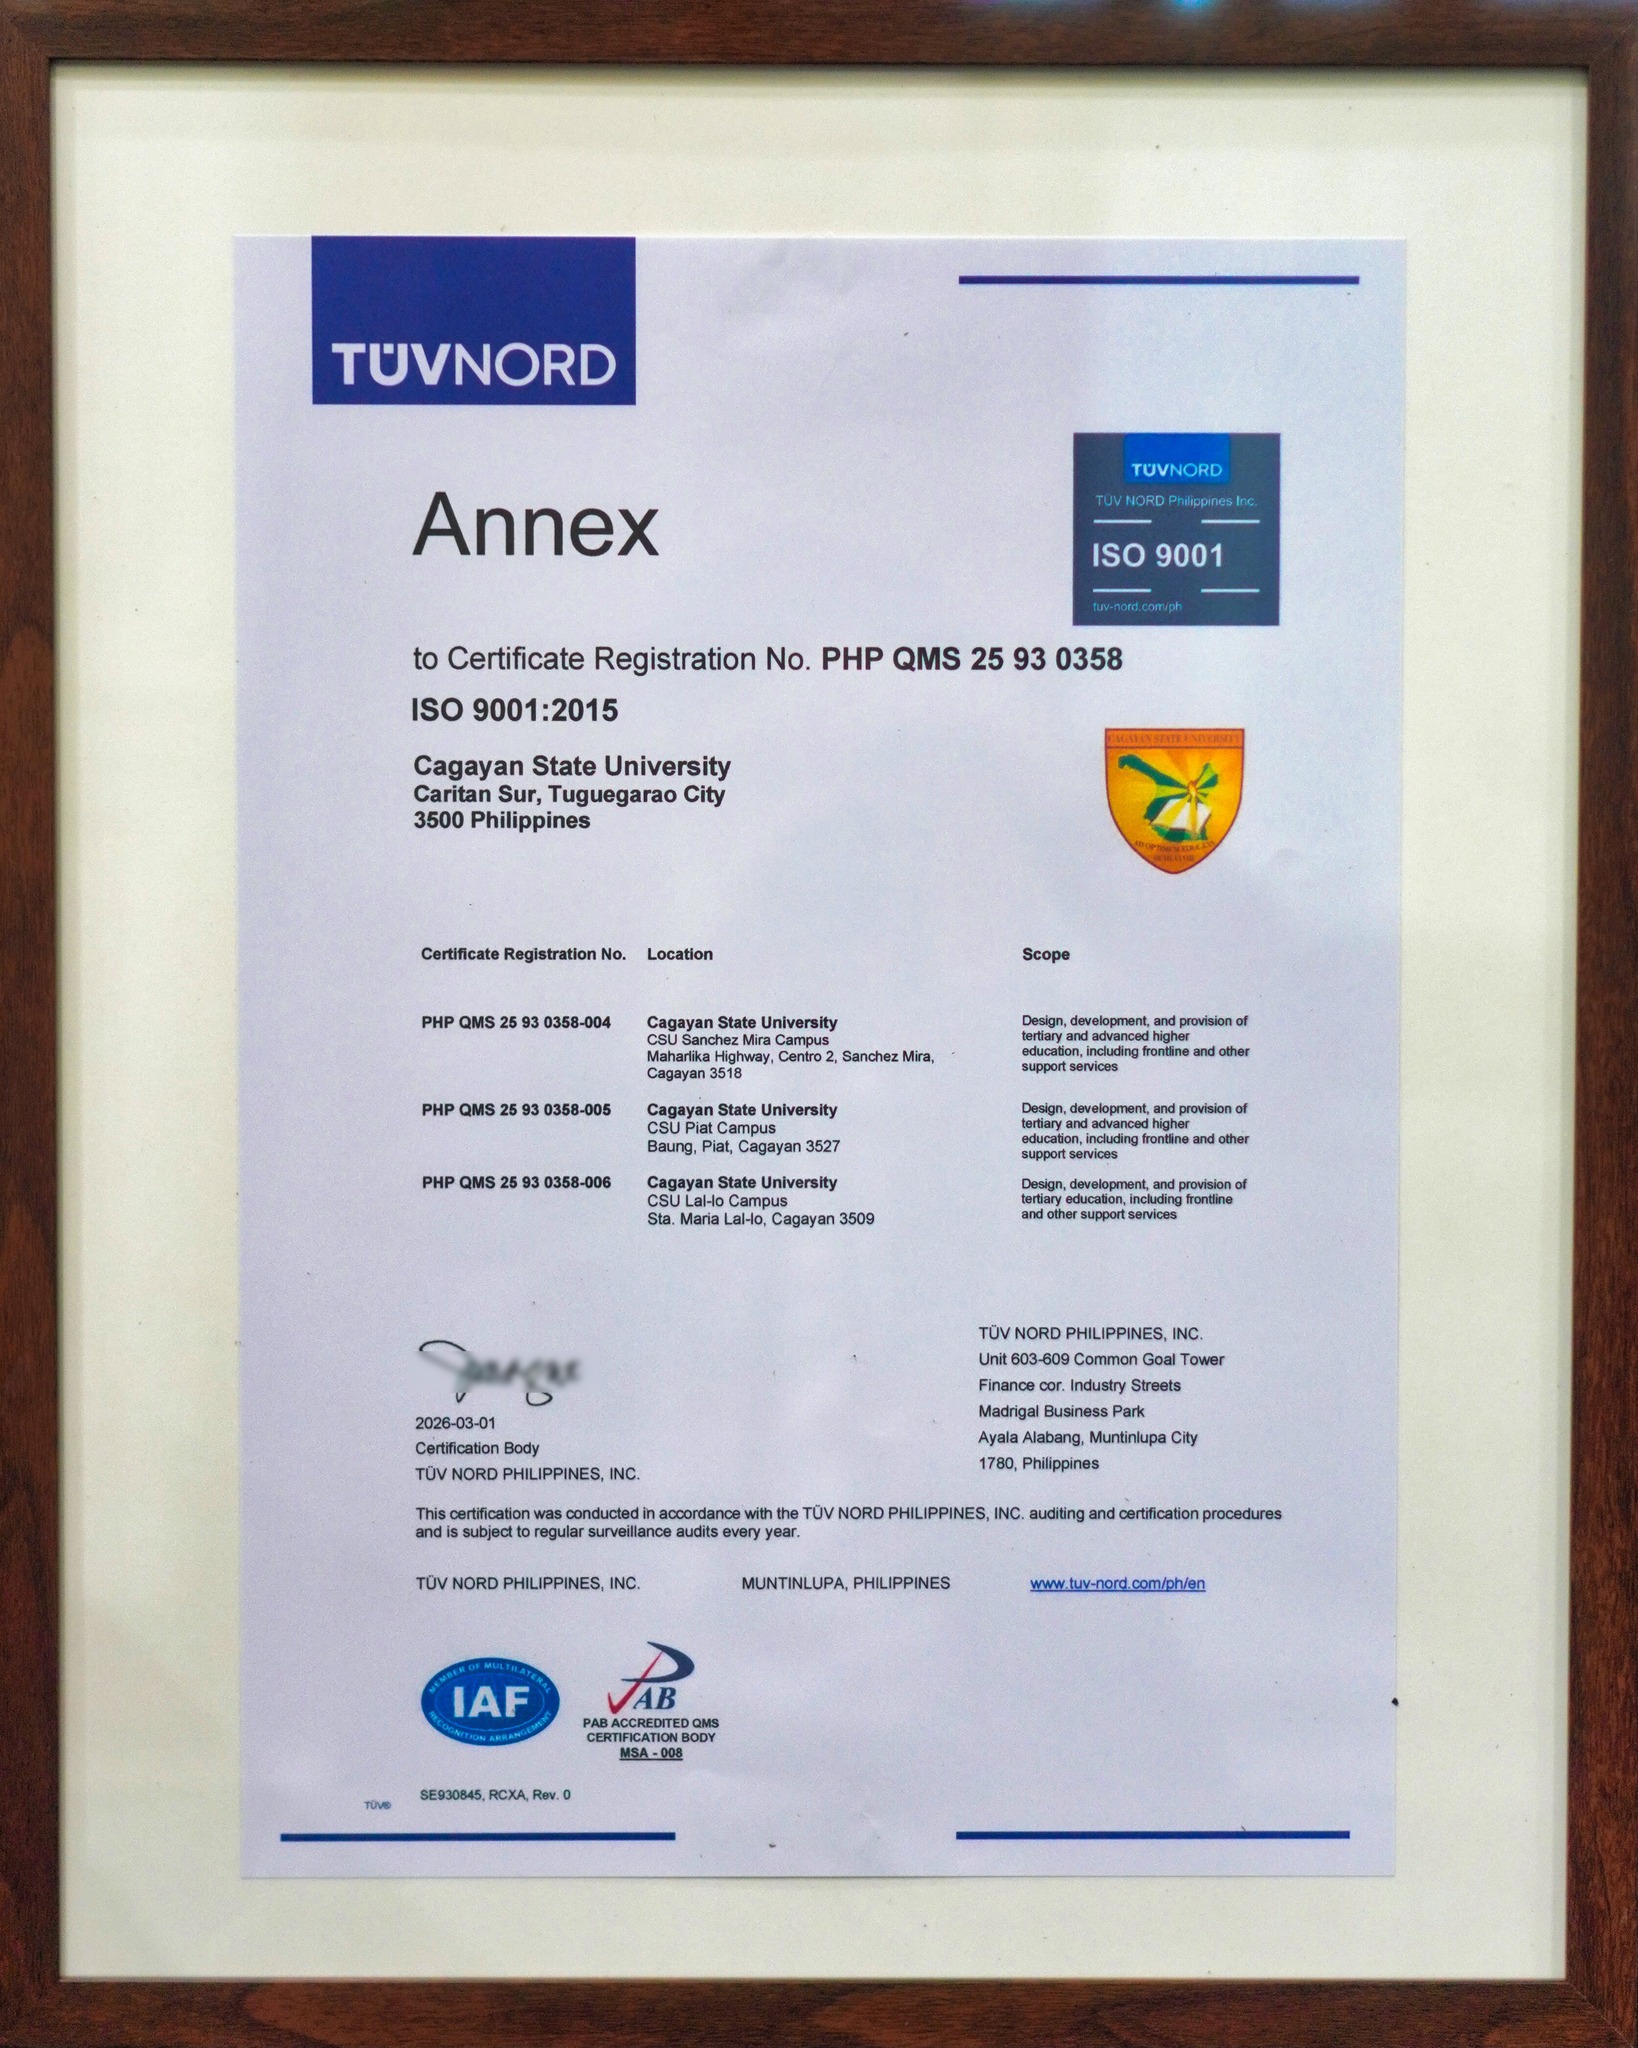 TÜVNORD
TÜVNORD
TÜV NORD Philippines Inc.
ISO 9001
tuv-nord.com/ph
Annex
to Certificate Registration No. PHP QMS 25 93 0358
ISO 9001:2015
Cagayan State University
Caritan Sur, Tuguegarao City
3500 Philippines
CAGAYAN STATE UNIVERSITY
Certificate Registration No. Location Scope
PHP QMS 25 93 0358-004
Cagayan State University
CSU Sanchez Mira Campus
Maharlika Highway, Centro 2, Sanchez Mira,
Cagayan 3518
Design, development, and provision of
tertiary and advanced higher
education, including frontline and other
support services
PHP QMS 25 93 0358-005
Cagayan State University
CSU Piat Campus
Baung, Piat, Cagayan 3527
Design, development, and provision of
tertiary and advanced higher
education, including frontline and other
support services
PHP QMS 25 93 0358-006
Cagayan State University
CSU Lal-lo Campus
Sta. Maria Lal-lo, Cagayan 3509
Design, development, and provision of
tertiary education, including frontline
and other support services
2026-03-01
Certification Body
TÜV NORD PHILIPPINES, INC.
TÜV NORD PHILIPPINES, INC.
Unit 603-609 Common Goal Tower
Finance cor. Industry Streets
Madrigal Business Park
Ayala Alabang, Muntinlupa City
1780, Philippines
This certification was conducted in accordance with the TÜV NORD PHILIPPINES, INC. auditing and certification procedures
and is subject to regular surveillance audits every year.
TÜV NORD PHILIPPINES, INC. MUNTINLUPA, PHILIPPINES www.tuv-nord.com/ph/en
MEMBER OF MULTILATERAL
IAF
RECOGNITION ARRANGEMENT
PAB
PAB ACCREDITED QMS
CERTIFICATION BODY
MSA - 008
SE930845, RCXA, Rev. 0
TÜV®